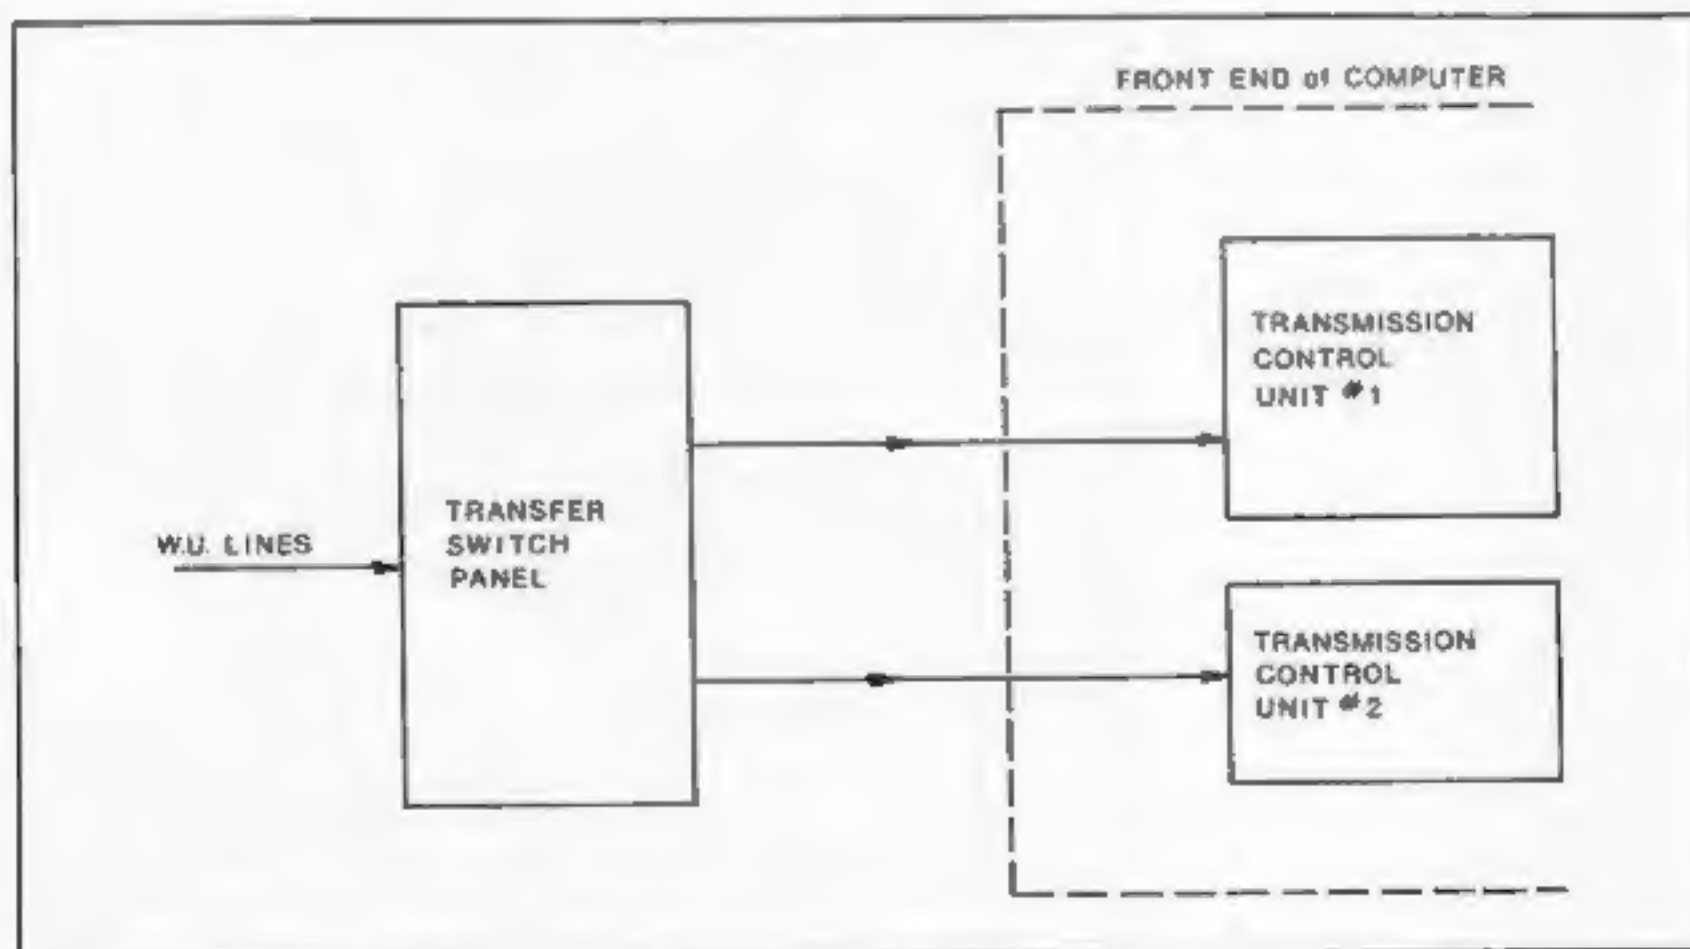 FRONT END of COMPUTER
TRANSMISSION
CONTROL
UNIT #1
TRANSFER
SWITCH
PANEL
W.U. LINES
TRANSMISSION
CONTROL
UNIT #2